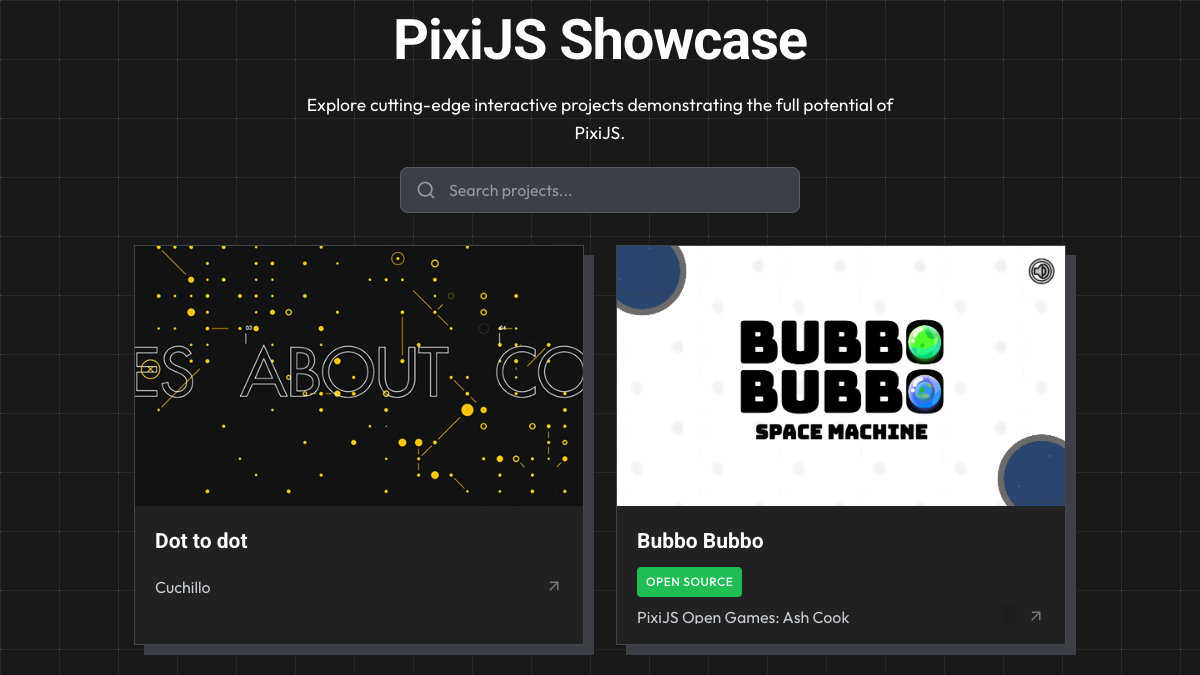 PixiJS Showcase
Explore cutting-edge interactive projects demonstrating the full potential of
PixiJS.
Search projects...
03
04
ES ABOUT CO
BUBBO
BUBBO
SPACE MACHINE
Dot to dot
Cuchillo
Bubbo Bubbo
OPEN SOURCE
PixiJS Open Games: Ash Cook